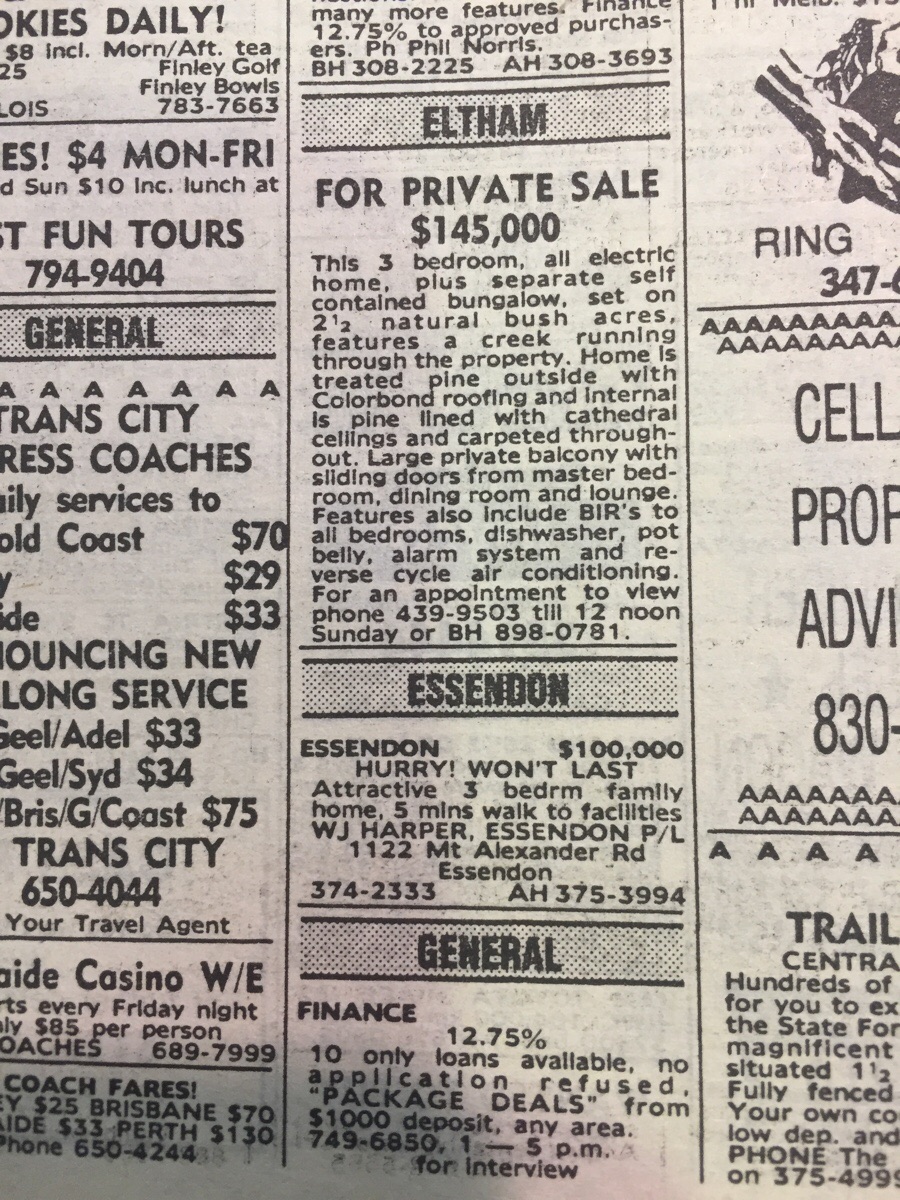 OKIES DAILY!
$8 incl. Morn/Aft. tea
25 Finley Golf
Finley Bowls
LOIS 783-7663
ES! $4 MON-FRI
d Sun $10 Inc. lunch at
ST FUN TOURS
794-9404
GENERAL
A A A A A A A A
TRANS CITY
RESS COACHES
aily services to
old Coast $70
y $29
ide $33
NOUNCING NEW
LONG SERVICE
Geel/Adel $33
Geel/Syd $34
/Bris/G/Coast $75
TRANS CITY
650-4044
Your Travel Agent
aide Casino W/E
rts every Friday night
nly $85 per person
OACHES 689-7999
COACH FARES!
EY $25 BRISBANE $70
AIDE $33 PERTH $130
Phone 650-4244
many more features. Finance
12.75% to approved purchas-
ers. Ph Phil Norris.
BH 308-2225 AH 308-3693
ELTHAM
FOR PRIVATE SALE
$145,000
This 3 bedroom, all electric
home, plus separate self
contained bungalow, set on
2½ natural bush acres,
features a creek running
through the property. Home is
treated pine outside with
Colorbond roofing and internal
is pine lined with cathedral
ceilings and carpeted through-
out. Large private balcony with
sliding doors from master bed-
room, dining room and lounge.
Features also include BIR's to
all bedrooms, dishwasher, pot
belly, alarm system and re-
verse cycle air conditioning.
For an appointment to view
phone 439-9503 till 12 noon
Sunday or BH 898-0781.
ESSENDON
ESSENDON $100,000
HURRY! WON'T LAST
Attractive 3 bedrm family
home, 5 mins walk to facilities
WJ HARPER, ESSENDON P/L
1122 Mt Alexander Rd
Essendon
374-2333 AH 375-3994
GENERAL
FINANCE
12.75%
10 only loans available, no
application refused,
"PACKAGE DEALS" from
$1000 deposit, any area.
749-6850, 1 — 5 p.m.
for interview
RING
347-6
AAAAAAAAAA
AAAAAAAAAA
CELL
PROP
ADVI
830-
AAAAAAAA
AAAAAAAA
A A A A
TRAIL
CENTRA
Hundreds of
for you to ex
the State For
magnificent
situated 1½
Fully fenced
Your own co
low dep. and
PHONE The
on 375-4999